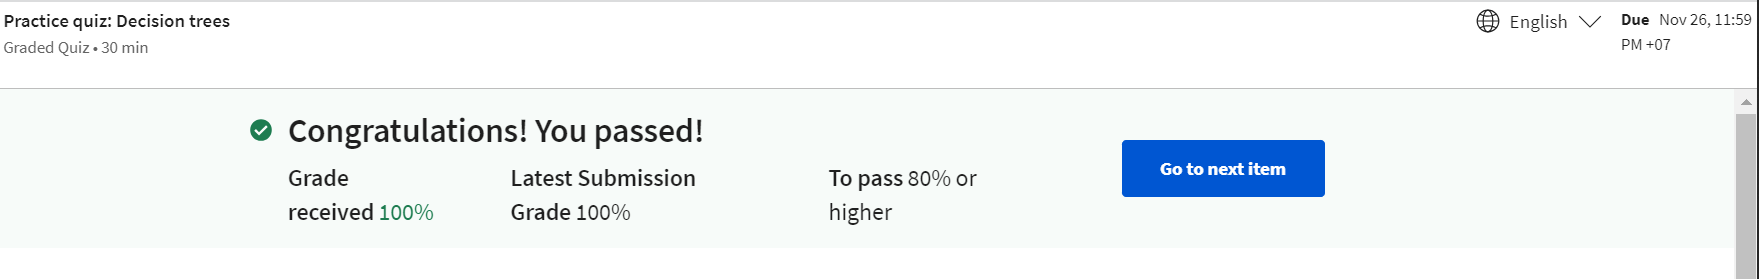 Practice quiz: Decision trees
Graded Quiz • 30 min
English
Due Nov 26, 11:59
PM +07
Congratulations! You passed!
Grade
received 100%
Latest Submission
Grade 100%
To pass 80% or
higher
Go to next item